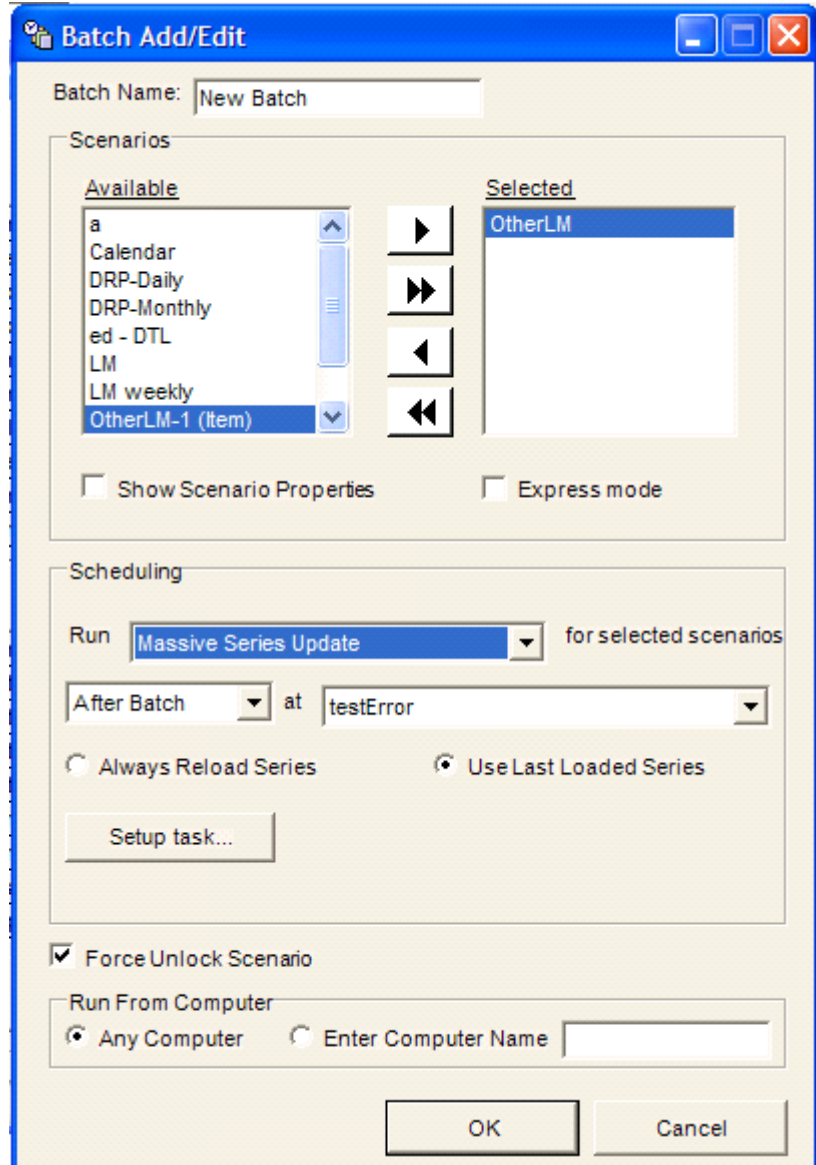 Batch Add/Edit
Batch Name: New Batch
Scenarios
Available Selected
a
OtherLM
Calendar
DRP-Daily
DRP-Monthly
ed - DTL
LM
LM weekly
OtherLM-1 (Item)
Show Scenario Properties Express mode
Scheduling
Run Massive Series Update for selected scenarios
After Batch at testError
Always Reload Series Use Last Loaded Series
Setup task...
Force Unlock Scenario
Run From Computer
Any Computer Enter Computer Name
OK Cancel